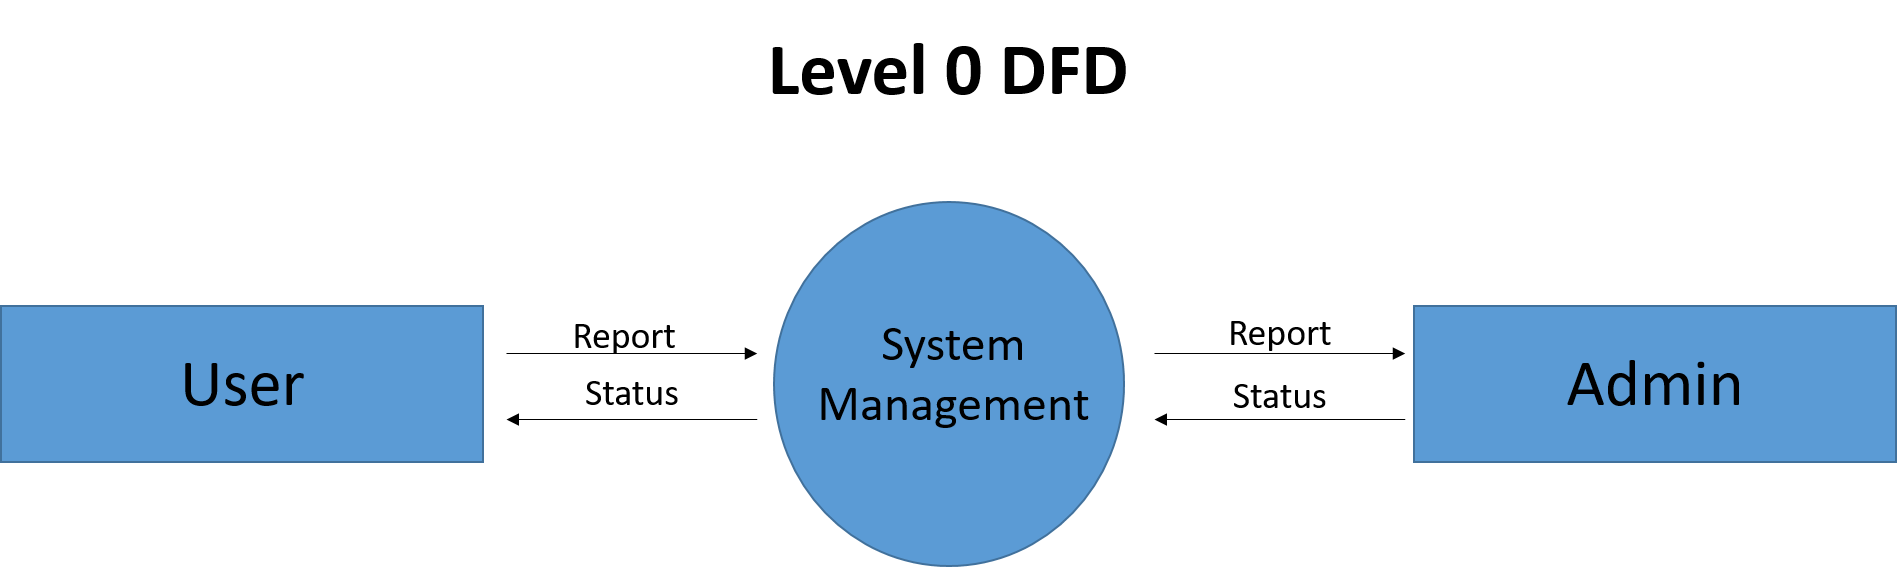 Level 0 DFD
User
Report
Status
System
Management
Report
Status
Admin